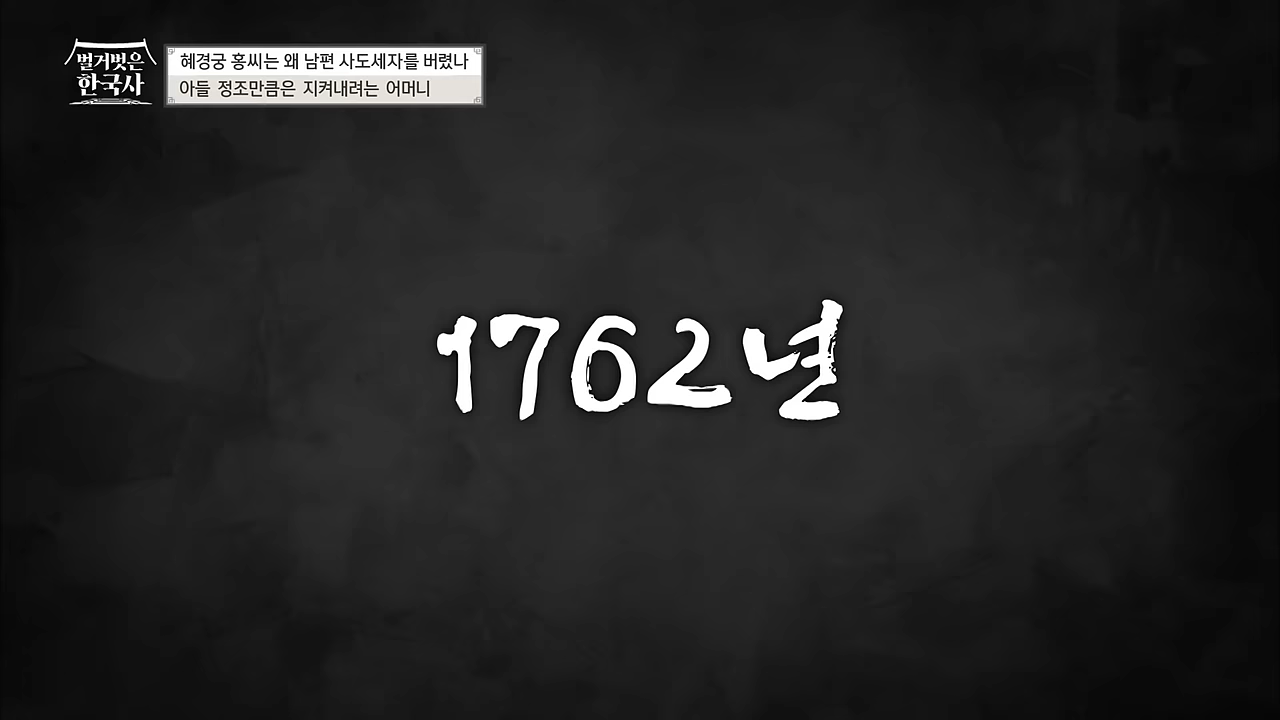 벌거벗은
한국사
혜경궁 홍씨는 왜 남편 사도세자를 버렸나
아들 정조만큼은 지켜내려는 어머니
1762년